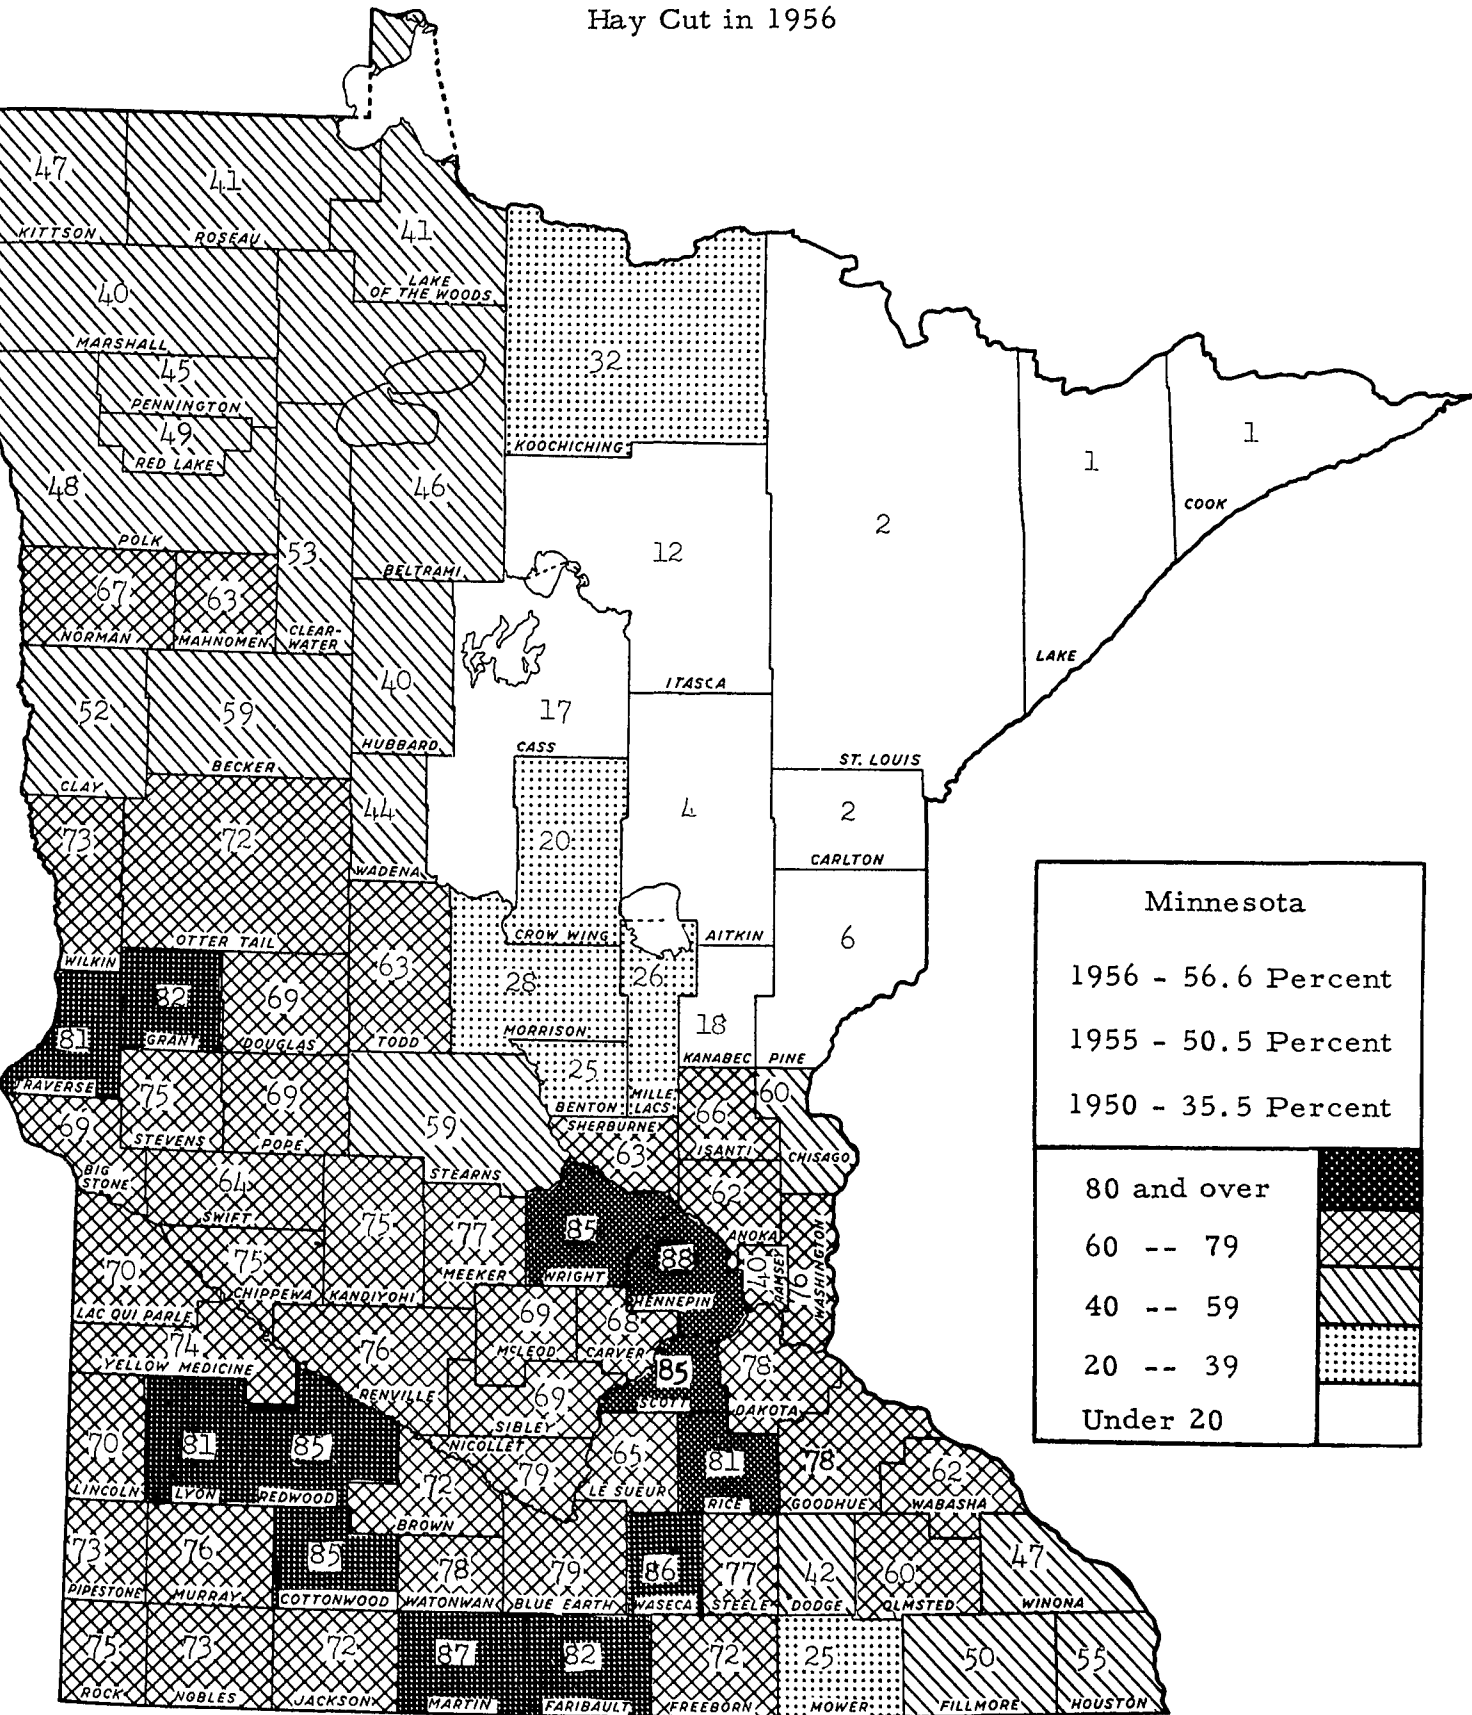 Hay Cut in 1956
47
KITTSON
41
ROSEAU
41
LAKE
OF THE WOODS
40
MARSHALL
32
KOOCHICHING
45
PENNINGTON
49
RED LAKE
48
POLK
46
BELTRAMI
53
CLEAR-
WATER
2
ST. LOUIS
1
LAKE
1
COOK
12
ITASCA
67
NORMAN
63
MAHNOMEN
40
HUBBARD
17
CASS
52
CLAY
59
BECKER
44
WADENA
20
CROW WING
4
AITKIN
2
CARLTON
73
WILKIN
72
OTTER TAIL
63
TODD
28
MORRISON
26
MILLE
LACS
18
KANABEC
6
PINE
82
GRANT
69
DOUGLAS
81
TRAVERSE
75
STEVENS
69
POPE
59
STEARNS
25
BENTON
SHERBURNE
63
66
ISANTI
60
CHISAGO
69
BIG
STONE
64
SWIFT
75
KANDIYOHI
77
MEEKER
85
WRIGHT
88
HENNEPIN
62
ANOKA
40
RAMSEY
76
WASHINGTON
70
LAC QUI PARLE
75
CHIPPEWA
74
YELLOW MEDICINE
76
RENVILLE
69
McLEOD
68
CARVER
85
SCOTT
78
DAKOTA
69
SIBLEY
70
LINCOLN
81
LYON
85
REDWOOD
72
BROWN
NICOLLET
79
65
LE SUEUR
81
RICE
78
GOODHUE
62
WABASHA
73
PIPESTONE
76
MURRAY
85
COTTONWOOD
78
WATONWAN
79
BLUE EARTH
86
WASECA
77
STEELE
42
DODGE
60
OLMSTED
47
WINONA
75
ROCK
73
NOBLES
72
JACKSON
87
MARTIN
82
FARIBAULT
72
FREEBORN
25
MOWER
50
FILLMORE
55
HOUSTON
Minnesota
1956 - 56.6 Percent
1955 - 50.5 Percent
1950 - 35.5 Percent
80 and over
60 -- 79
40 -- 59
20 -- 39
Under 20